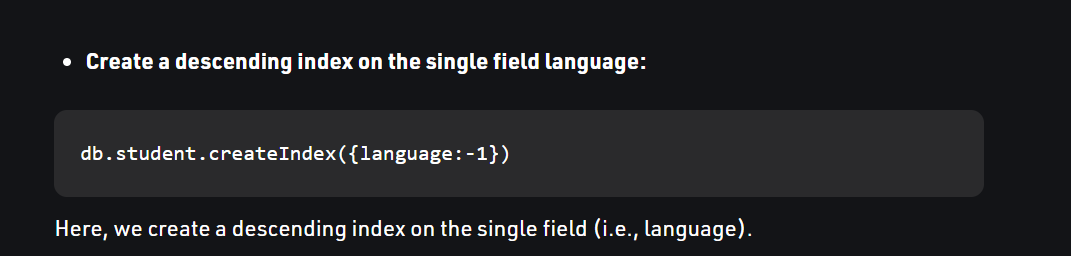 • Create a descending index on the single field language:
db.student.createIndex({language:-1})
Here, we create a descending index on the single field (i.e., language).